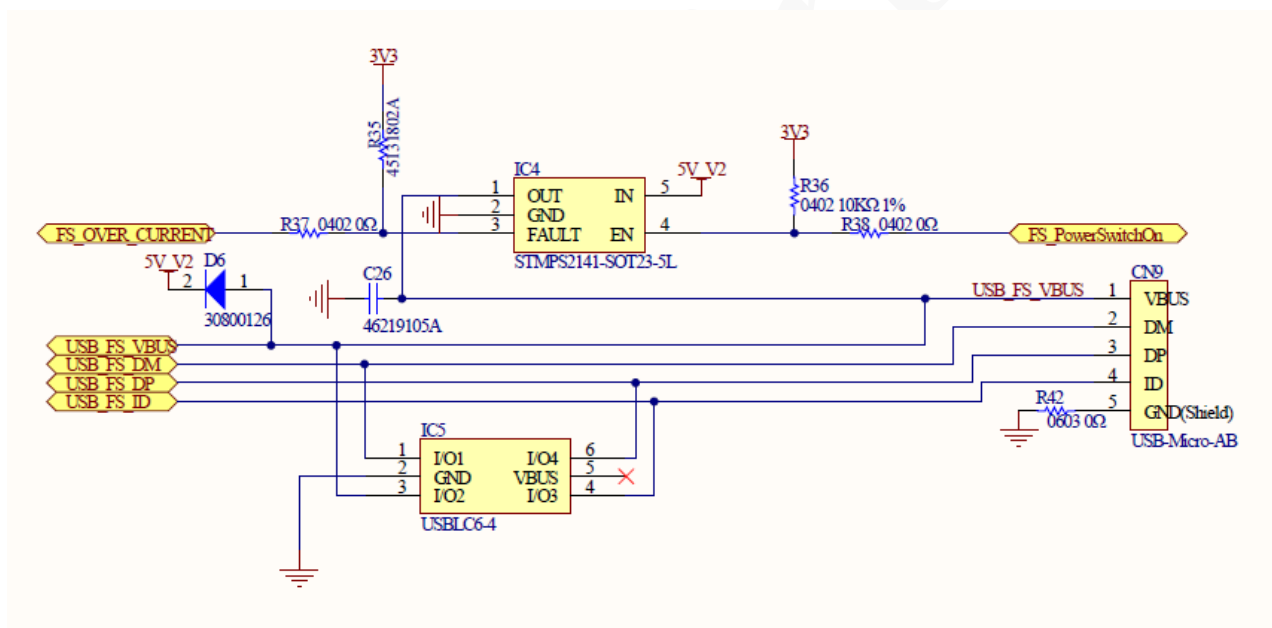 3V3
R35
45131802A
3V3
IC4
5V_V2
1 OUT IN 5
2 GND
3 FAULT EN 4
STMPS2141-SOT23-5L
R36
0402 10KΩ 1%
R37 0402 0Ω
R38 0402 0Ω
FS_OVER_CURRENT
FS_PowerSwitchOn
5V_V2
2 D6 1
30800126
C26
46219105A
USB_FS_VBUS
CN9
1 VBUS
2 DM
3 DP
4 ID
5 GND(Shield)
USB-Micro-AB
R42
0603 0Ω
USB_FS_VBUS
USB_FS_DM
USB_FS_DP
USB_FS_ID
IC5
1 I/O1 I/O4 6
2 GND VBUS 5
3 I/O2 I/O3 4
USBLC6-4